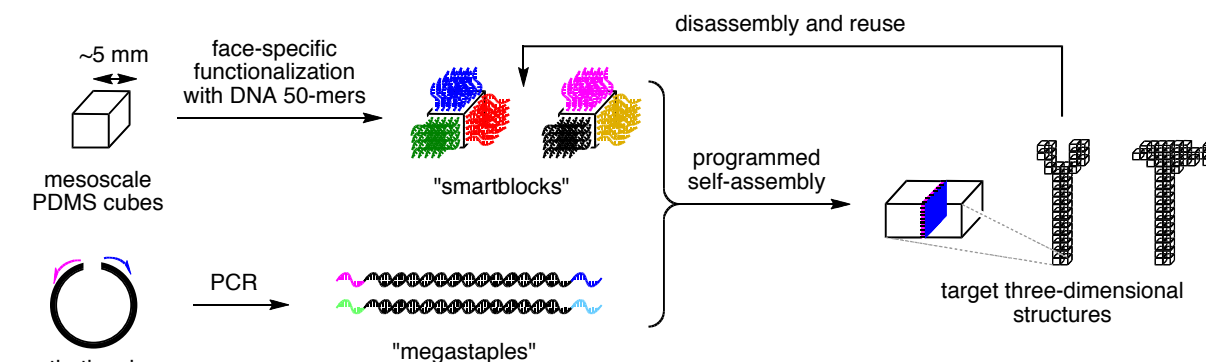 disassembly and reuse
~5 mm
face-specific
functionalization
with DNA 50-mers
mesoscale
PDMS cubes
"smartblocks"
programmed
self-assembly
PCR
"megastaples"
target three-dimensional
structures